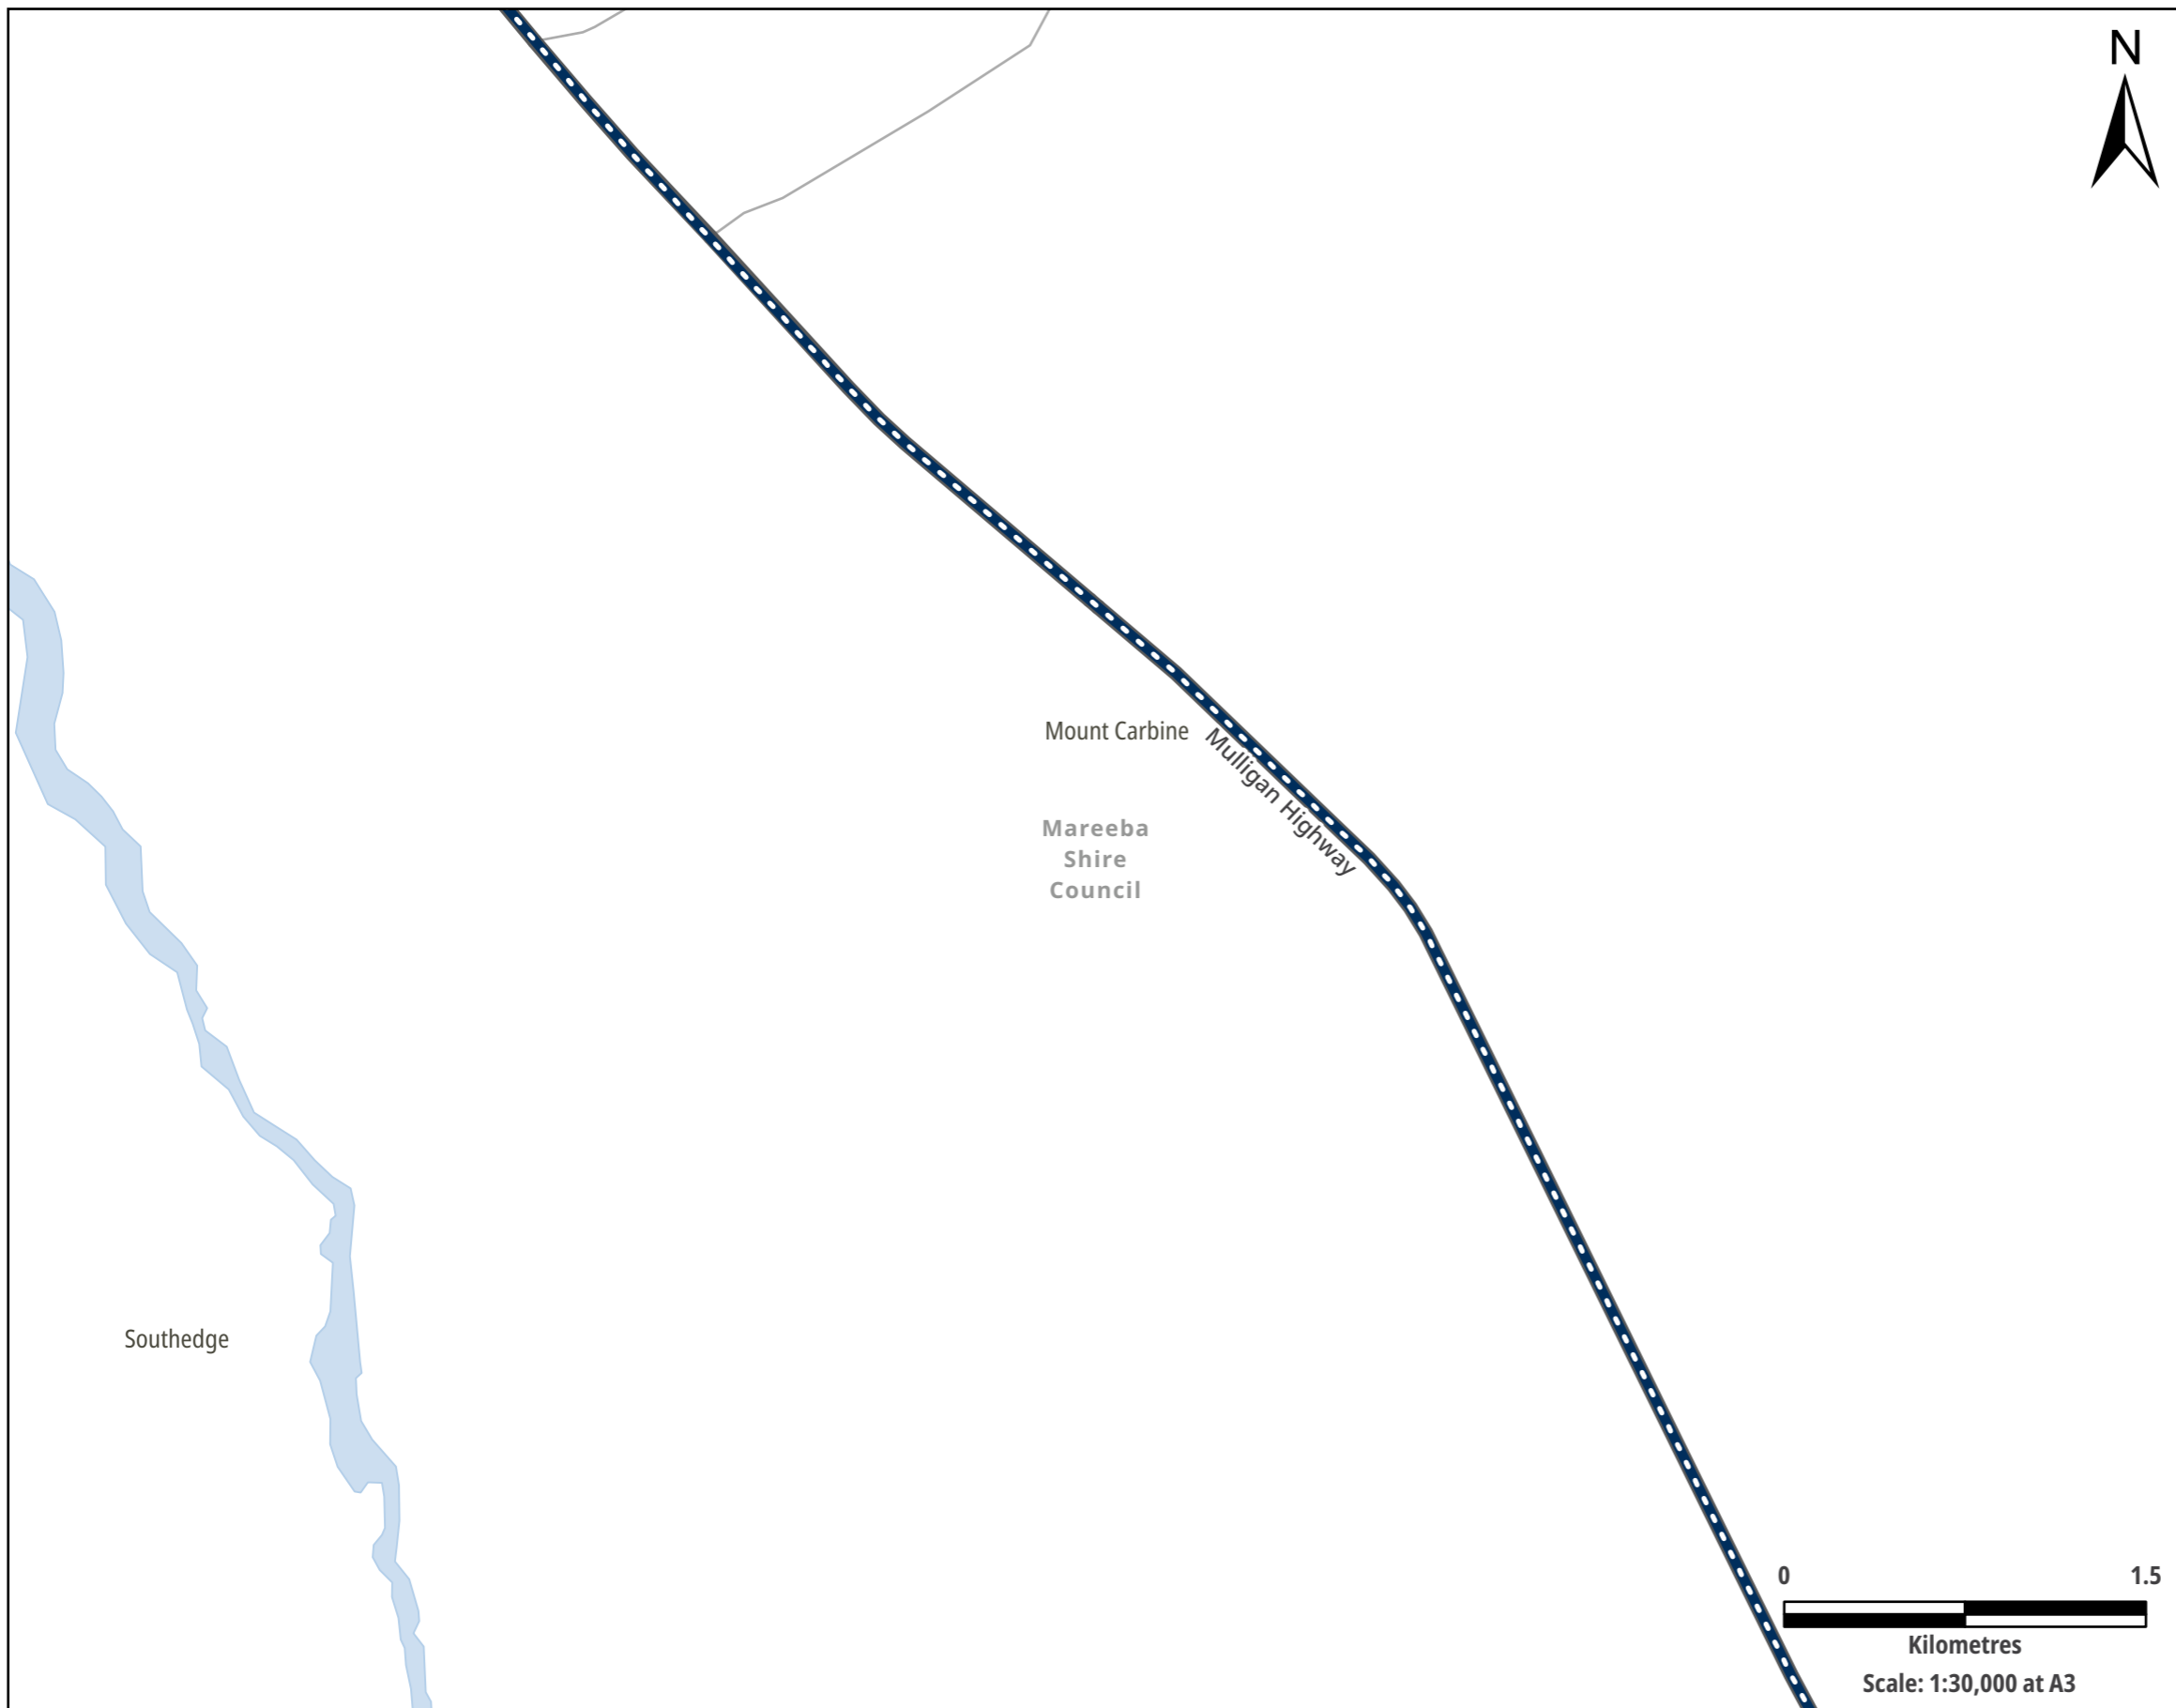 N
Mount Carbine
Mulligan Highway
Mareeba
Shire
Council
Southedge
0 1.5
Kilometres
Scale: 1:30,000 at A3